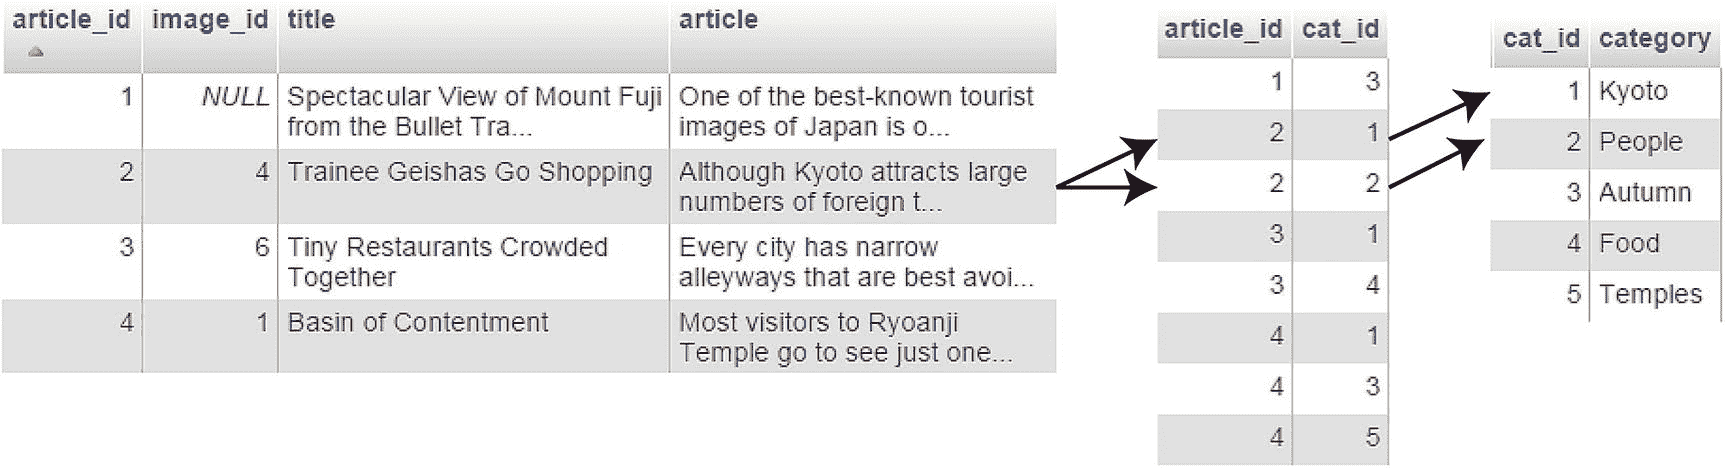 article_id image_id title article
1 NULL Spectacular View of Mount Fuji One of the best-known tourist
from the Bullet Tra... images of Japan is o...
2 4 Trainee Geishas Go Shopping Although Kyoto attracts large
numbers of foreign t...
3 6 Tiny Restaurants Crowded Every city has narrow
Together alleyways that are best avoi...
4 1 Basin of Contentment Most visitors to Ryoanji
Temple go to see just one...
article_id cat_id
1 3
2 1
2 2
3 1
3 4
4 1
4 3
4 5
cat_id category
1 Kyoto
2 People
3 Autumn
4 Food
5 Temples